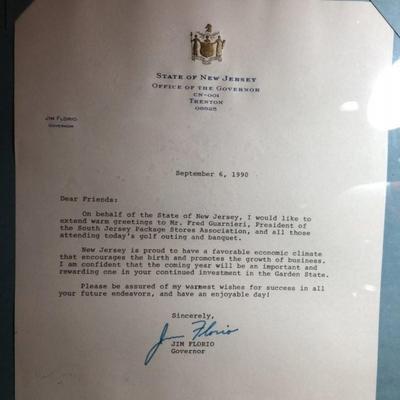 STATE OF NEW JERSEY
OFFICE OF THE GOVERNOR
CN-001
TRENTON
08625
JIM FLORIO
GOVERNOR
September 6, 1990
Dear Friends:
On behalf of the State of New Jersey, I would like to
extend warm greetings to Mr. Fred Guarnieri, President of
the South Jersey Package Stores Association, and all those
attending today's golf outing and banquet.
New Jersey is proud to have a favorable economic climate
that encourages the birth and promotes the growth of business.
I am confident that the coming year will be an important and
rewarding one in your continued investment in the Garden State.
Please be assured of my warmest wishes for success in all
your future endeavors, and have an enjoyable day!
Sincerely,
Jim Florio
JIM FLORIO
Governor